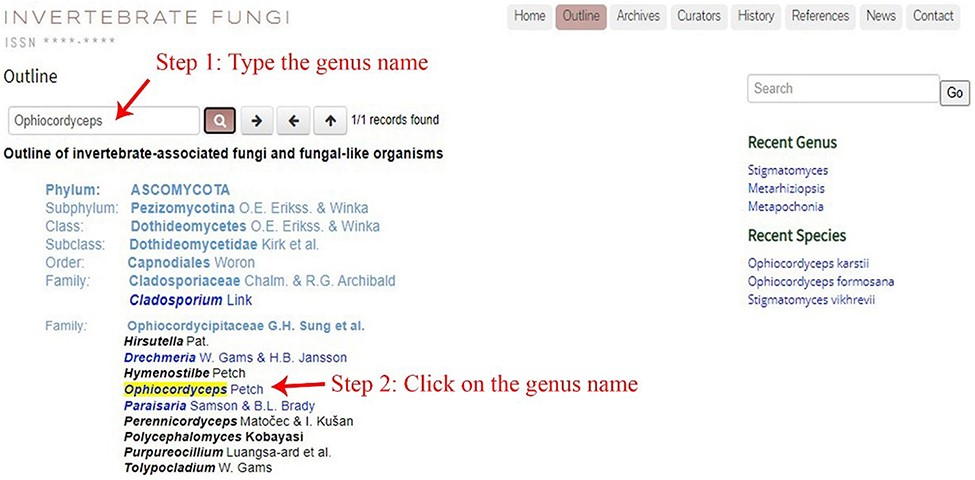 INVERTEBRATE FUNGI
Home Outline Archives Curators History References News Contact
ISSN ****-****
Step 1: Type the genus name
Outline
Search
Go
Ophiocordyceps
1/1 records found
Outline of invertebrate-associated fungi and fungal-like organisms
Phylum: ASCOMYCOTA
Subphylum: Pezizomycotina O.E. Erikss. & Winka
Class: Dothideomycetes O.E. Erikss. & Winka
Subclass: Dothideomycetidae Kirk et al.
Order: Capnodiales Woron
Family: Cladosporiaceae Chalm. & R.G. Archibald
Cladosporium Link
Family: Ophiocordycipitaceae G.H. Sung et al.
Hirsutella Pat.
Drechmeria W. Gams & H.B. Jansson
Hymenostilbe Petch
Ophiocordyceps Petch
Step 2: Click on the genus name
Paraisaria Samson & B.L. Brady
Perennicordyceps Matočec & I. Kušan
Polycephalomyces Kobayasi
Purpureocillium Luangsa-ard et al.
Tolypocladium W. Gams
Recent Genus
Stigmatomyces
Metarhiziopsis
Metapochonia
Recent Species
Ophiocordyceps karstii
Ophiocordyceps formosana
Stigmatomyces vikhrevii